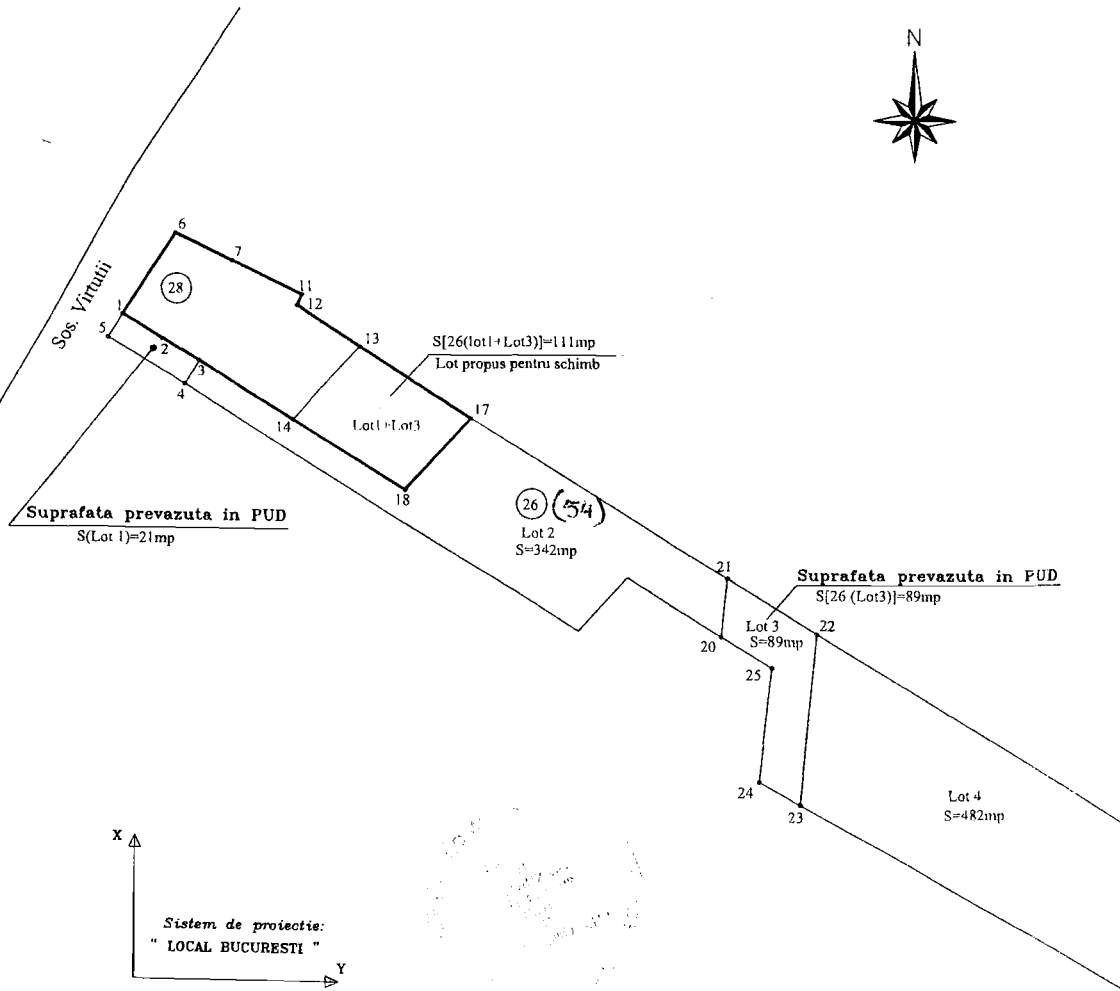 N
6
7
11
28
12
Sos. Virtutii
1
5
2
3
4
13
S[26(lot1+Lot3)]=111mp
Lot propus pentru schimb
17
14
Lot1+Lot3
18
Suprafata prevazuta in PUD
S(Lot 1)=21mp
26 (54)
Lot 2
S=342mp
21
Suprafata prevazuta in PUD
S[26 (Lot3)]=89mp
Lot 3
S=89mp
22
20
25
24
23
Lot 4
S=482mp
X
Sistem de proiectie:
" LOCAL BUCURESTI "
Y